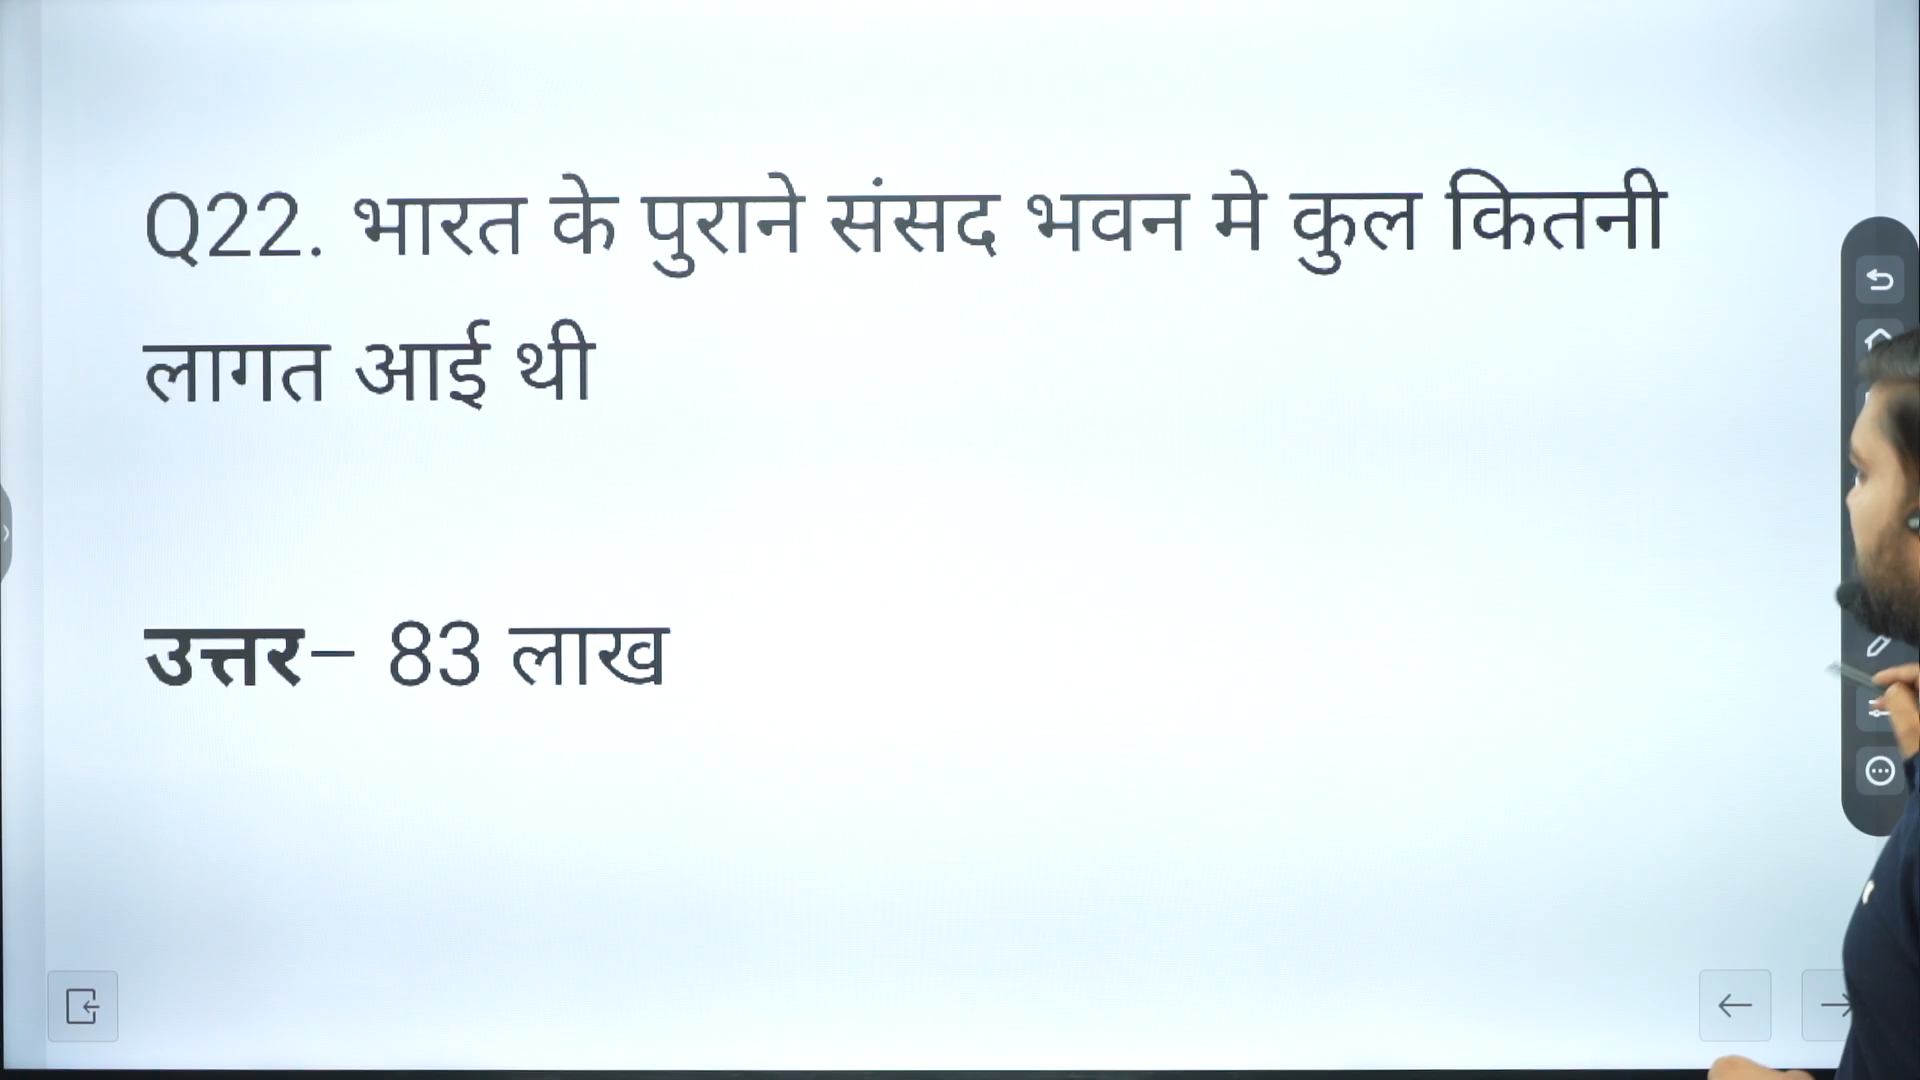 Q22. भारत के पुराने संसद भवन मे कुल कितनी
लागत आई थी
उत्तर– 83 लाख